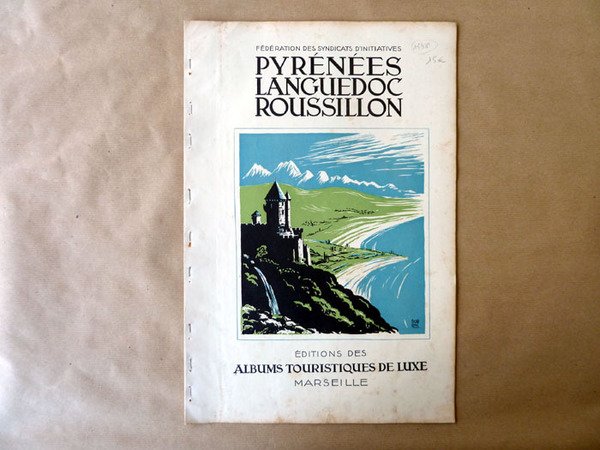 FÉDÉRATION DES SYNDICATS D'INITIATIVES
PYRÉNÉES
LANGUEDOC
ROUSSILLON
ÉDITIONS DES
ALBUMS TOURISTIQUES DE LUXE
MARSEILLE